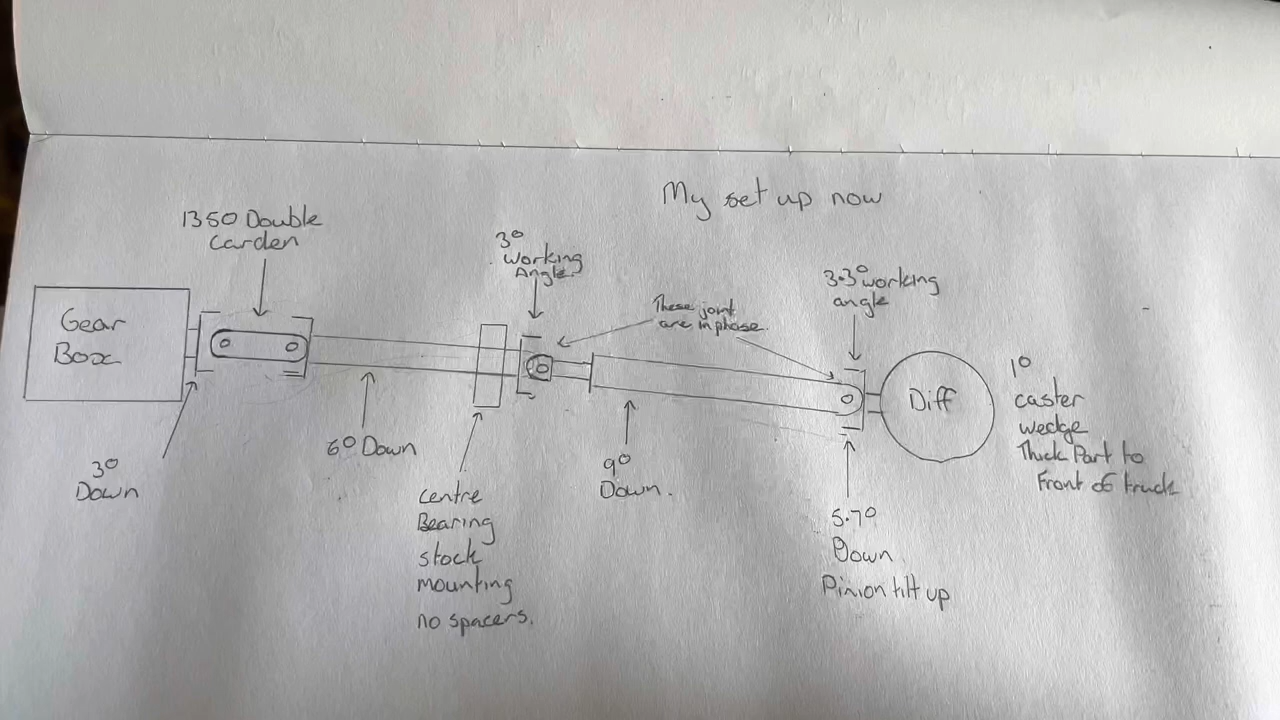 My set up now
1350 Double
Carden
3°
working
Angle
These joint
are in phase.
3.3° working
angle
Gear
Box
Diff
1°
caster
wedge
Thick Part to
Front of truck
3°
Down
6° Down
centre
Bearing
stock
mounting
no spacers.
9°
Down.
5.7°
Down
Pinion tilt up